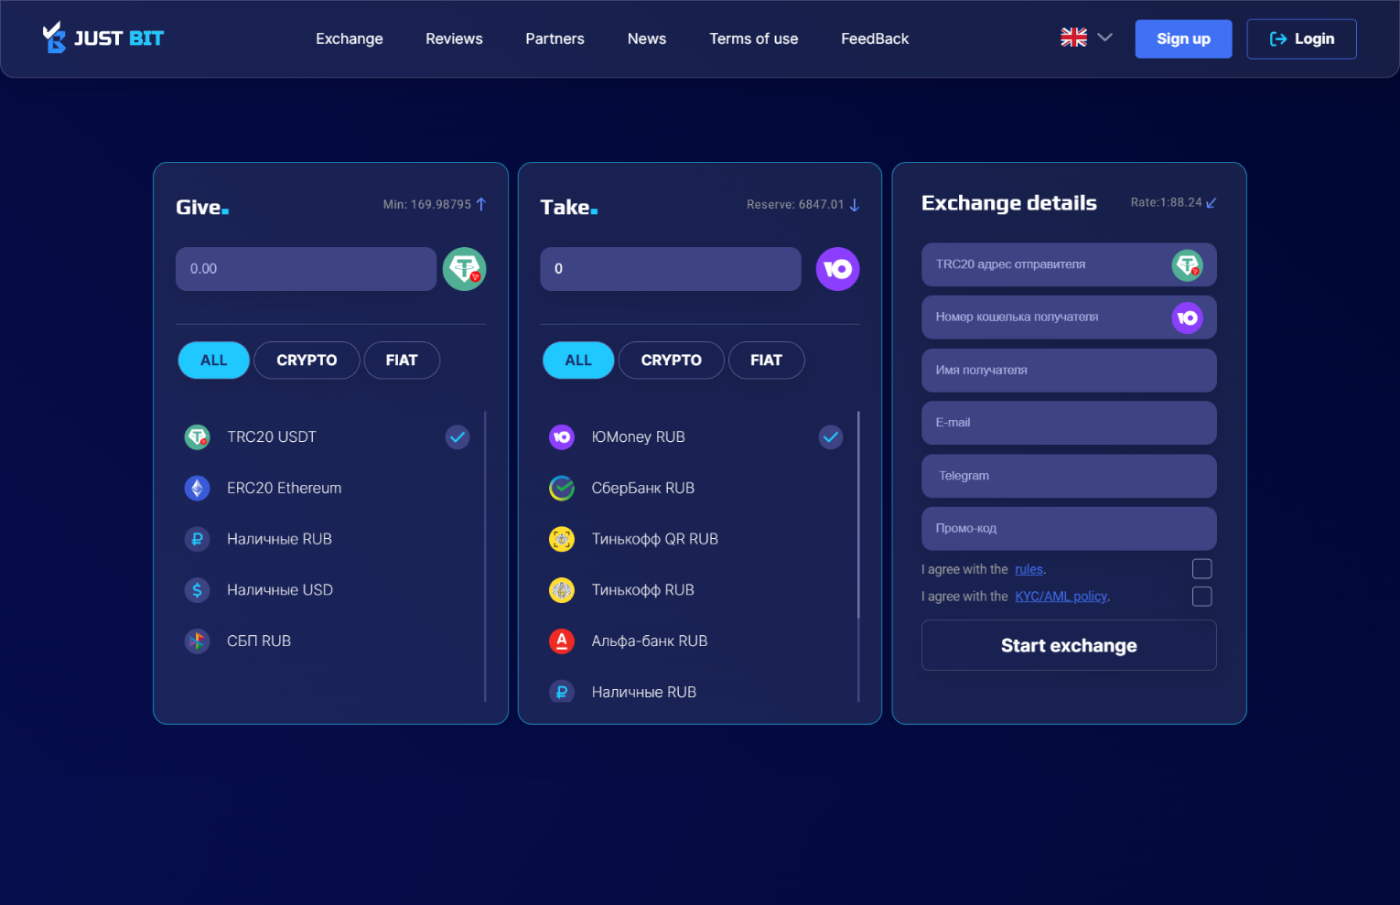 JUST BIT
Exchange
Reviews
Partners
News
Terms of use
FeedBack
Sign up
Login
Give.
Min: 169.98795
0.00
ALL
CRYPTO
FIAT
TRC20 USDT
ERC20 Ethereum
Наличные RUB
Наличные USD
СБП RUB
Take.
Reserve: 6847.01
0
ALL
CRYPTO
FIAT
ЮMoney RUB
СберБанк RUB
Тинькофф QR RUB
Тинькофф RUB
Альфа-банк RUB
Наличные RUB
Exchange details
Rate:1:88.24
TRC20 адрес отправителя
Номер кошелька получателя
Имя получателя
E-mail
Telegram
Промо-код
I agree with the rules.
I agree with the KYC/AML policy.
Start exchange